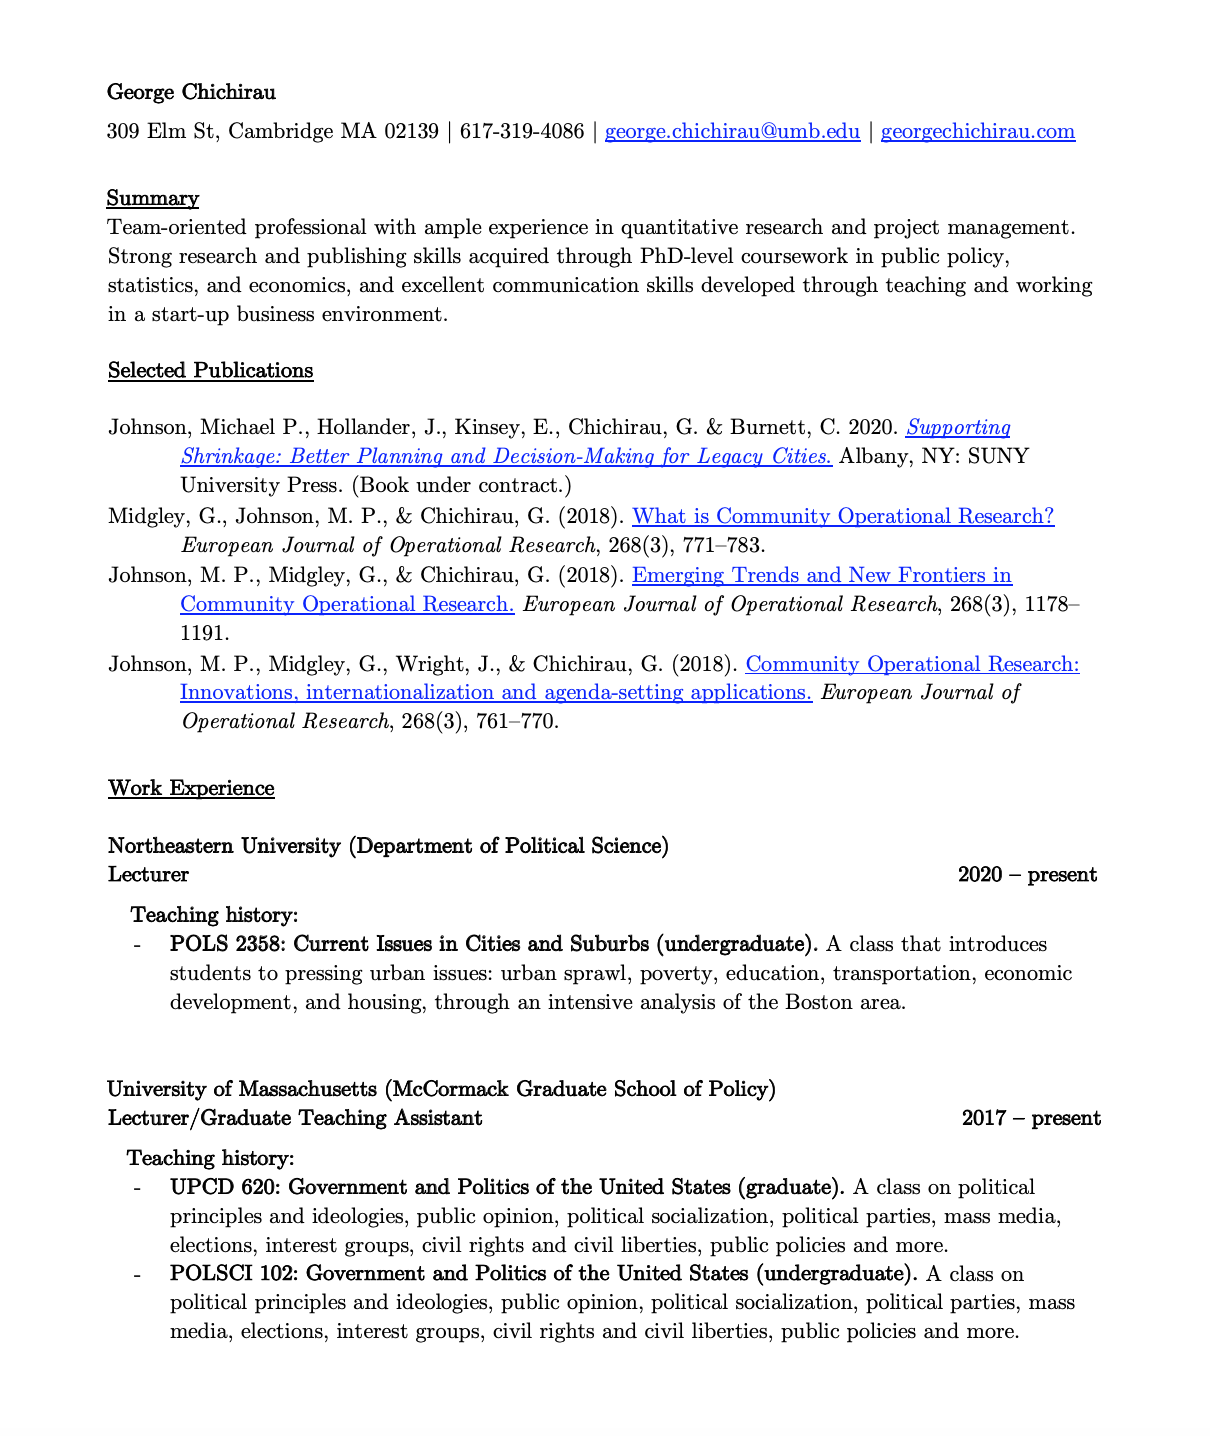 George Chichirau
309 Elm St, Cambridge MA 02139 | 617-319-4086 | george.chichirau@umb.edu | georgechichirau.com
Summary
Team-oriented professional with ample experience in quantitative research and project management.
Strong research and publishing skills acquired through PhD-level coursework in public policy,
statistics, and economics, and excellent communication skills developed through teaching and working
in a start-up business environment.
Selected Publications
Johnson, Michael P., Hollander, J., Kinsey, E., Chichirau, G. & Burnett, C. 2020. Supporting
Shrinkage: Better Planning and Decision-Making for Legacy Cities. Albany, NY: SUNY
University Press. (Book under contract.)
Midgley, G., Johnson, M. P., & Chichirau, G. (2018). What is Community Operational Research?
European Journal of Operational Research, 268(3), 771–783.
Johnson, M. P., Midgley, G., & Chichirau, G. (2018). Emerging Trends and New Frontiers in
Community Operational Research. European Journal of Operational Research, 268(3), 1178–
1191.
Johnson, M. P., Midgley, G., Wright, J., & Chichirau, G. (2018). Community Operational Research:
Innovations, internationalization and agenda-setting applications. European Journal of
Operational Research, 268(3), 761–770.
Work Experience
Northeastern University (Department of Political Science)
Lecturer 2020 – present
Teaching history:
- POLS 2358: Current Issues in Cities and Suburbs (undergraduate). A class that introduces
students to pressing urban issues: urban sprawl, poverty, education, transportation, economic
development, and housing, through an intensive analysis of the Boston area.
University of Massachusetts (McCormack Graduate School of Policy)
Lecturer/Graduate Teaching Assistant 2017 – present
Teaching history:
- UPCD 620: Government and Politics of the United States (graduate). A class on political
principles and ideologies, public opinion, political socialization, political parties, mass media,
elections, interest groups, civil rights and civil liberties, public policies and more.
- POLSCI 102: Government and Politics of the United States (undergraduate). A class on
political principles and ideologies, public opinion, political socialization, political parties, mass
media, elections, interest groups, civil rights and civil liberties, public policies and more.